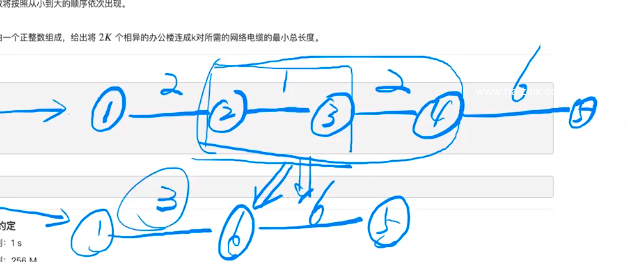 数将按照从小到大的顺序依次出现。
由一个正整数组成，给出将 2K 个相异的办公楼连成k对所需的网络电缆的最小总长度。
2 1 2 6
1 2 3 4 5
3 6
1 6 5
约定
: 1 s
: 256 M